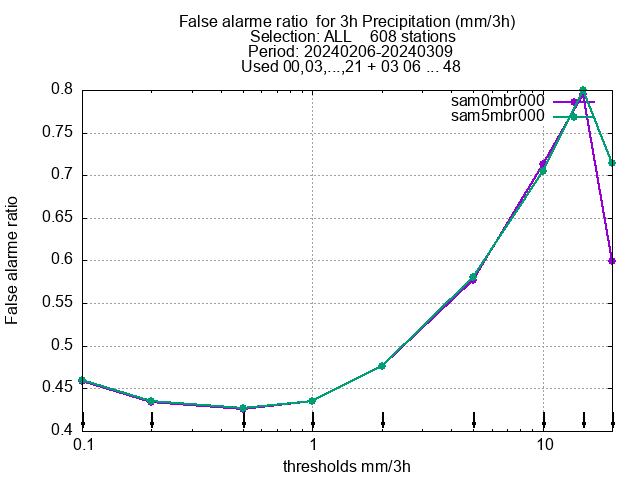 False alarme ratio  for 3h Precipitation (mm/3h)
Selection: ALL    608 stations
Period: 20240206-20240309
Used 00,03,...,21 + 03 06 ... 48
sam0mbr000
sam5mbr000
0.8
0.75
0.7
0.65
0.6
0.55
0.5
0.45
0.4
False alarme ratio
0.1
1
10
thresholds mm/3h